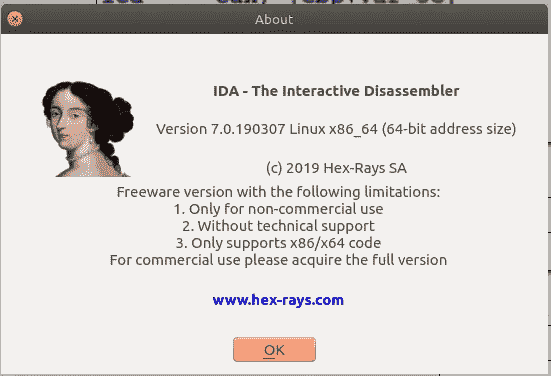 About
IDA - The Interactive Disassembler
Version 7.0.190307 Linux x86_64 (64-bit address size)
(c) 2019 Hex-Rays SA
Freeware version with the following limitations:
1. Only for non-commercial use
2. Without technical support
3. Only supports x86/x64 code
For commercial use please acquire the full version
www.hex-rays.com
OK